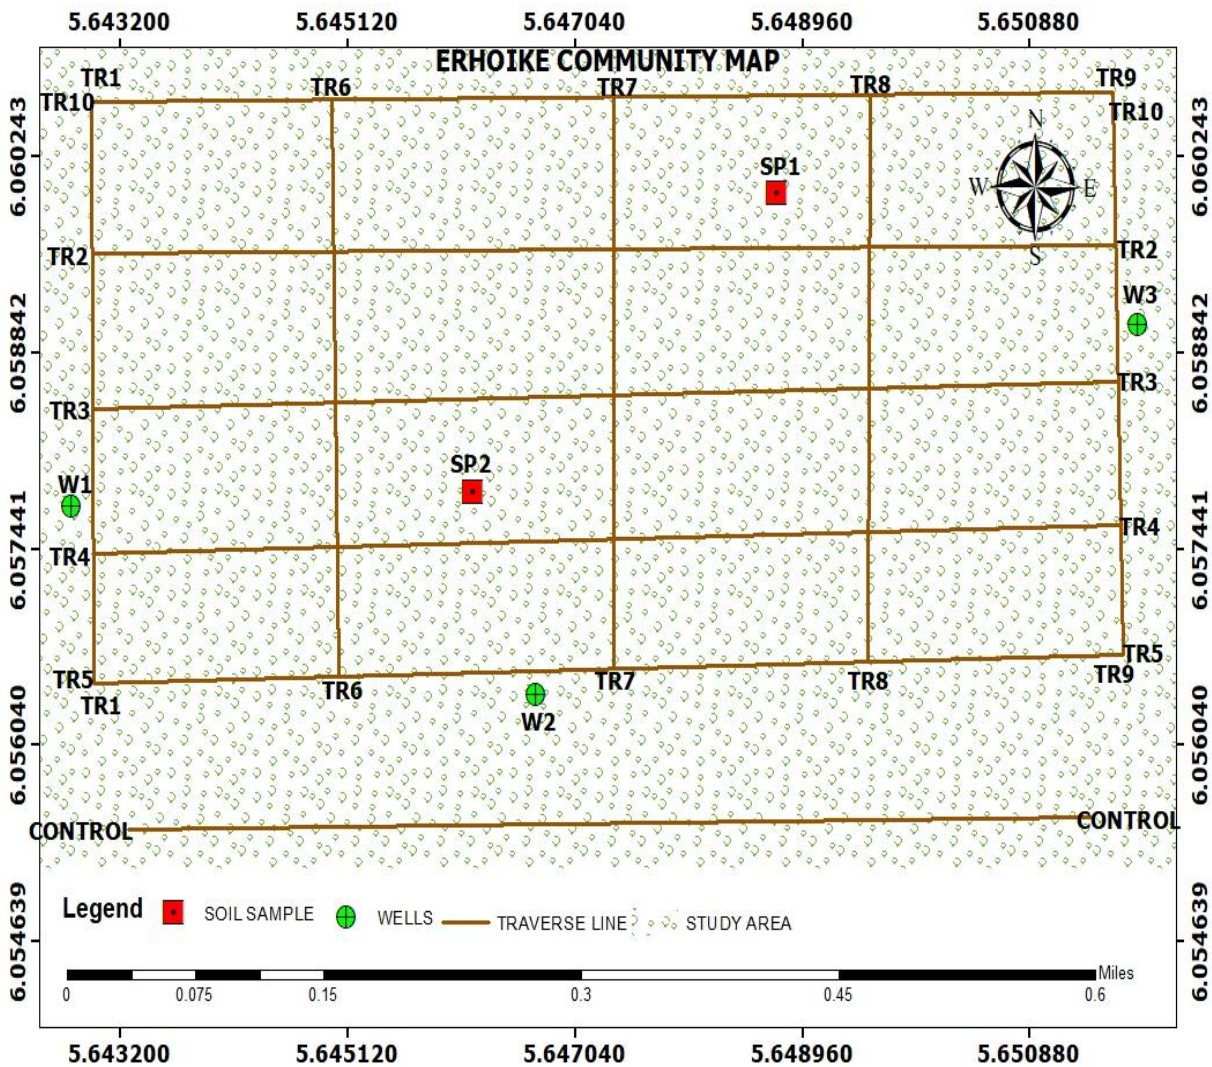 5.643200 5.645120 5.647040 5.648960 5.650880
ERHOIKE COMMUNITY MAP
TR1 TR6 TR7 TR8 TR9
TR10 TR10
6.060243 6.060243
N
W E
S
SP1
TR2 TR2
W3
6.058842 6.058842
TR3 TR3
SP2
W1
6.057441 6.057441
TR4 TR4
TR5 TR5
TR1 TR6 TR7 TR8 TR9
W2
6.056040 6.056040
CONTROL CONTROL
Legend SOIL SAMPLE WELLS TRAVERSE LINE STUDY AREA
6.054639 6.054639
Miles
0 0.075 0.15 0.3 0.45 0.6
5.643200 5.645120 5.647040 5.648960 5.650880